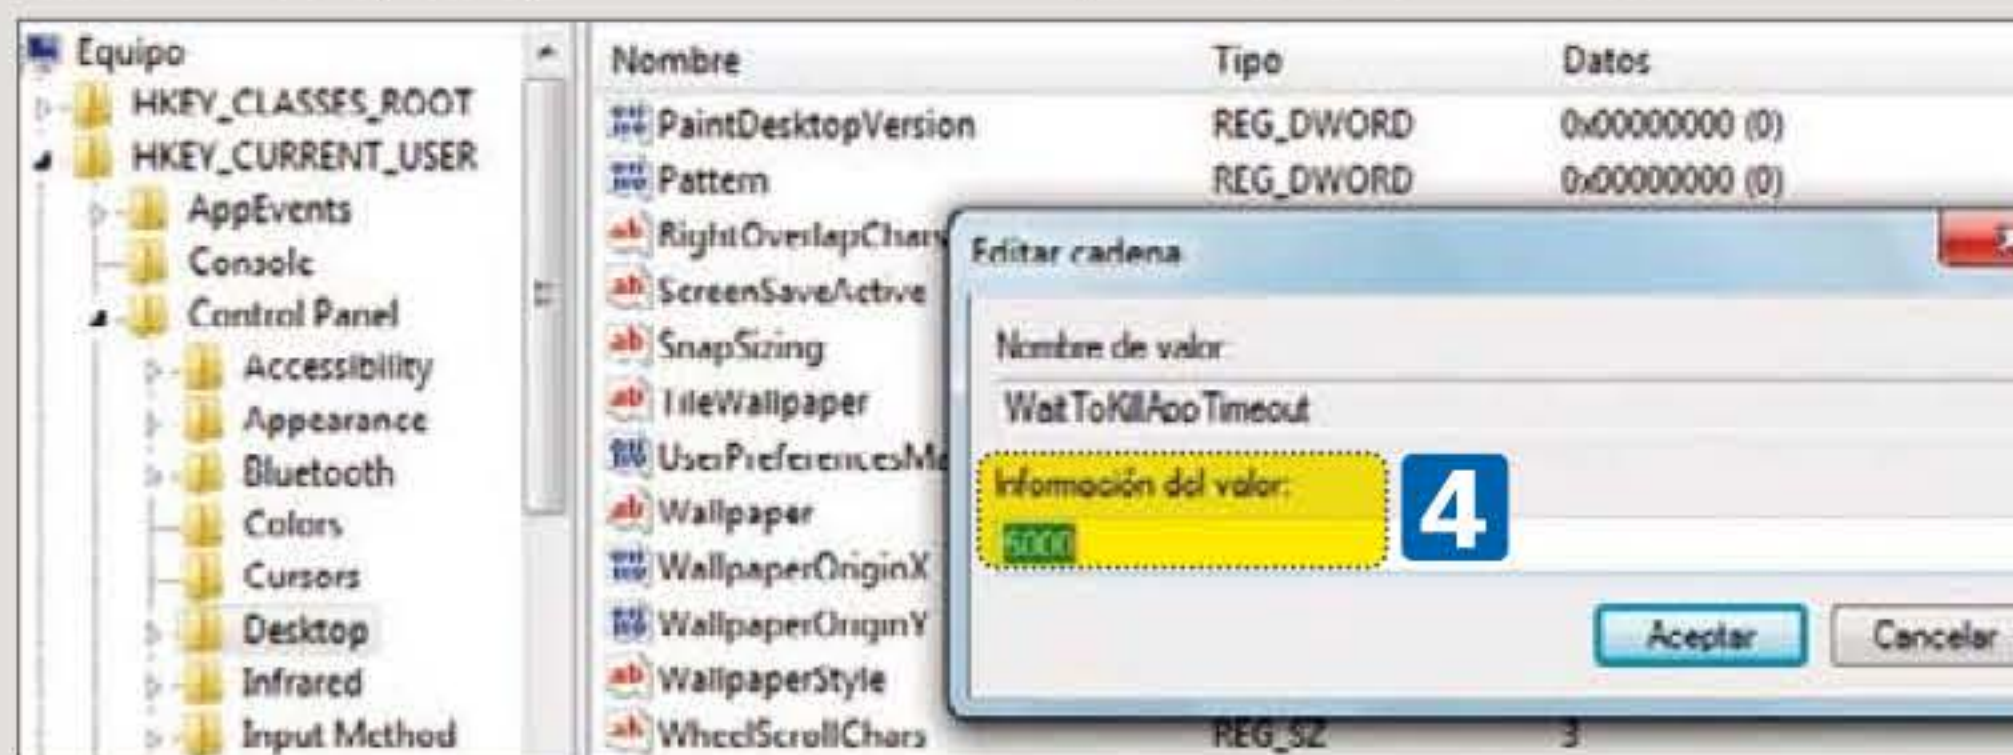 Equipo
HKEY_CLASSES_ROOT
HKEY_CURRENT_USER
AppEvents
Console
Control Panel
Accessibility
Appearance
Bluetooth
Colors
Cursors
Desktop
Infrared
Input Method
Nombre Tipo Datos
PaintDesktopVersion REG_DWORD 0x00000000 (0)
Pattern REG_DWORD 0x00000000 (0)
RightOverlapChars
ScreenSaveActive
SnapSizing
TileWallpaper
UserPreferencesMa
Wallpaper
WallpaperOriginX
WallpaperOriginY
WallpaperStyle
WheelScrollChars REG_SZ 3
Editar cadena
Nombre de valor
WaitToKillAppTimeout
Información del valor:
4
Aceptar Cancelar